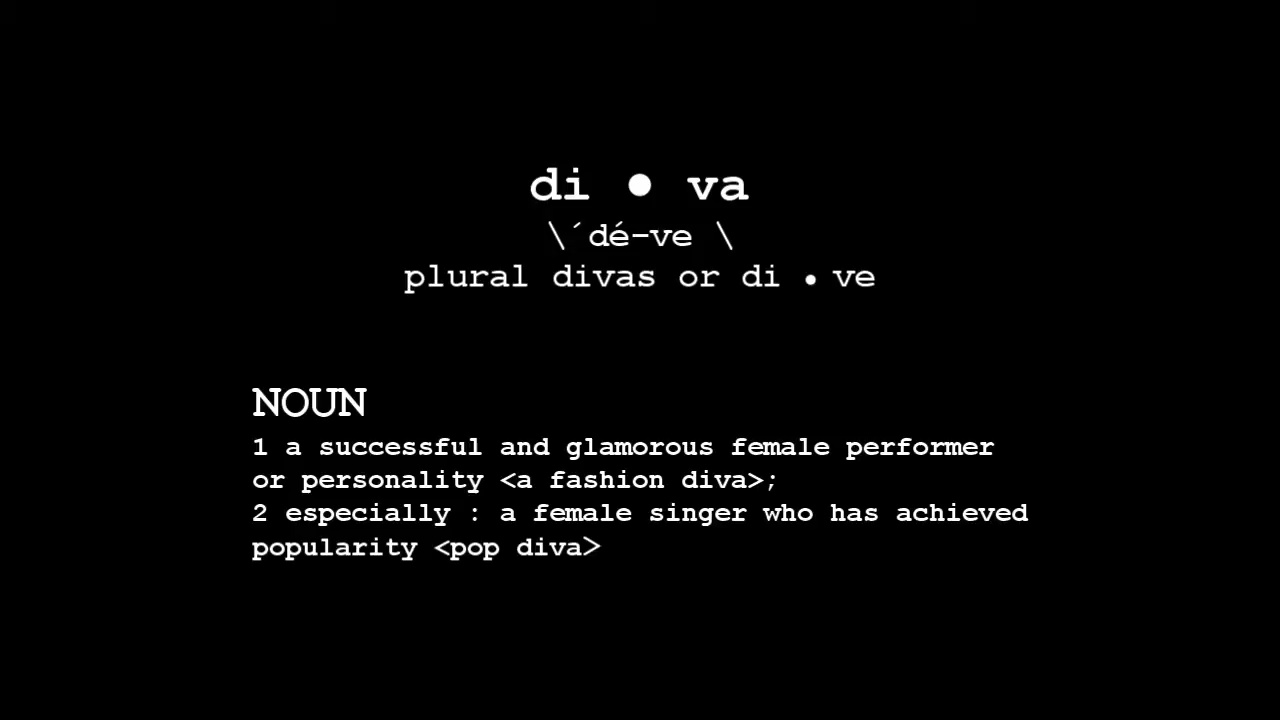 di • va
\´dé-ve \
plural divas or di • ve
NOUN
1 a successful and glamorous female performer
or personality <a fashion diva>;
2 especially : a female singer who has achieved
popularity <pop diva>